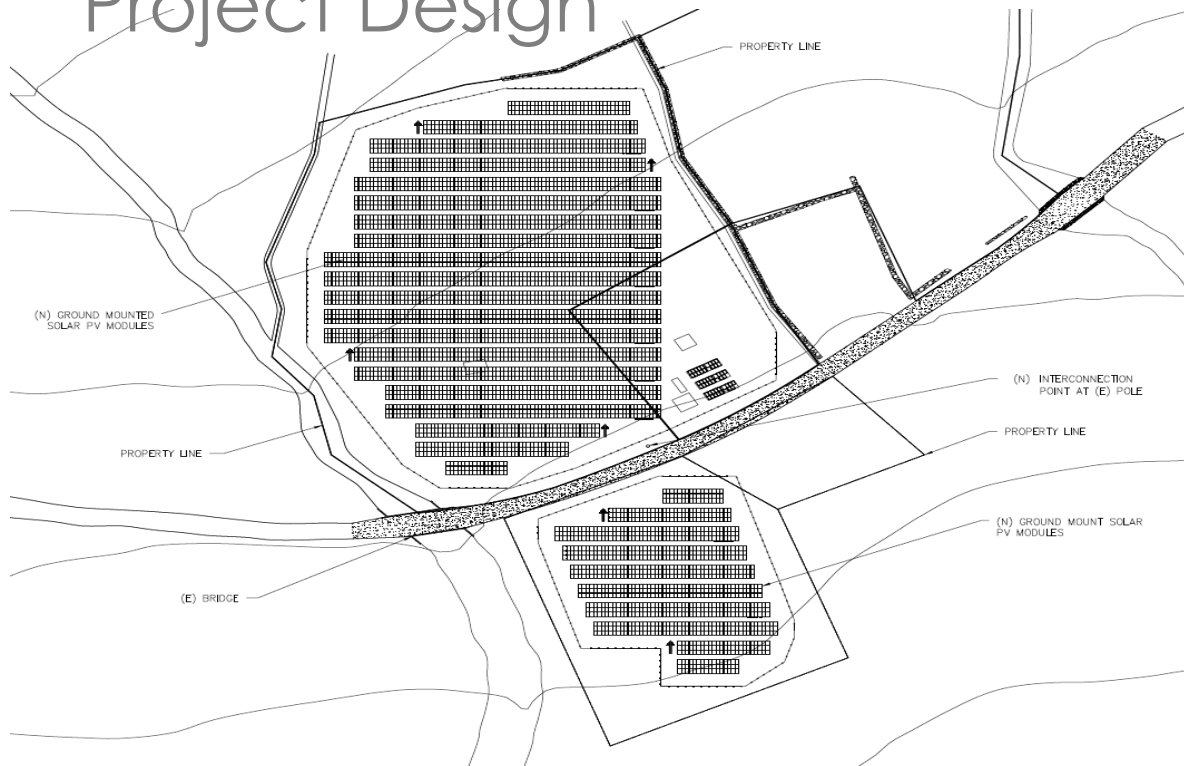 Project Design
PROPERTY LINE
(N) GROUND MOUNTED
SOLAR PV MODULES
(N) INTERCONNECTION
POINT AT (E) POLE
PROPERTY LINE
PROPERTY LINE
(N) GROUND MOUNT SOLAR
PV MODULES
(E) BRIDGE